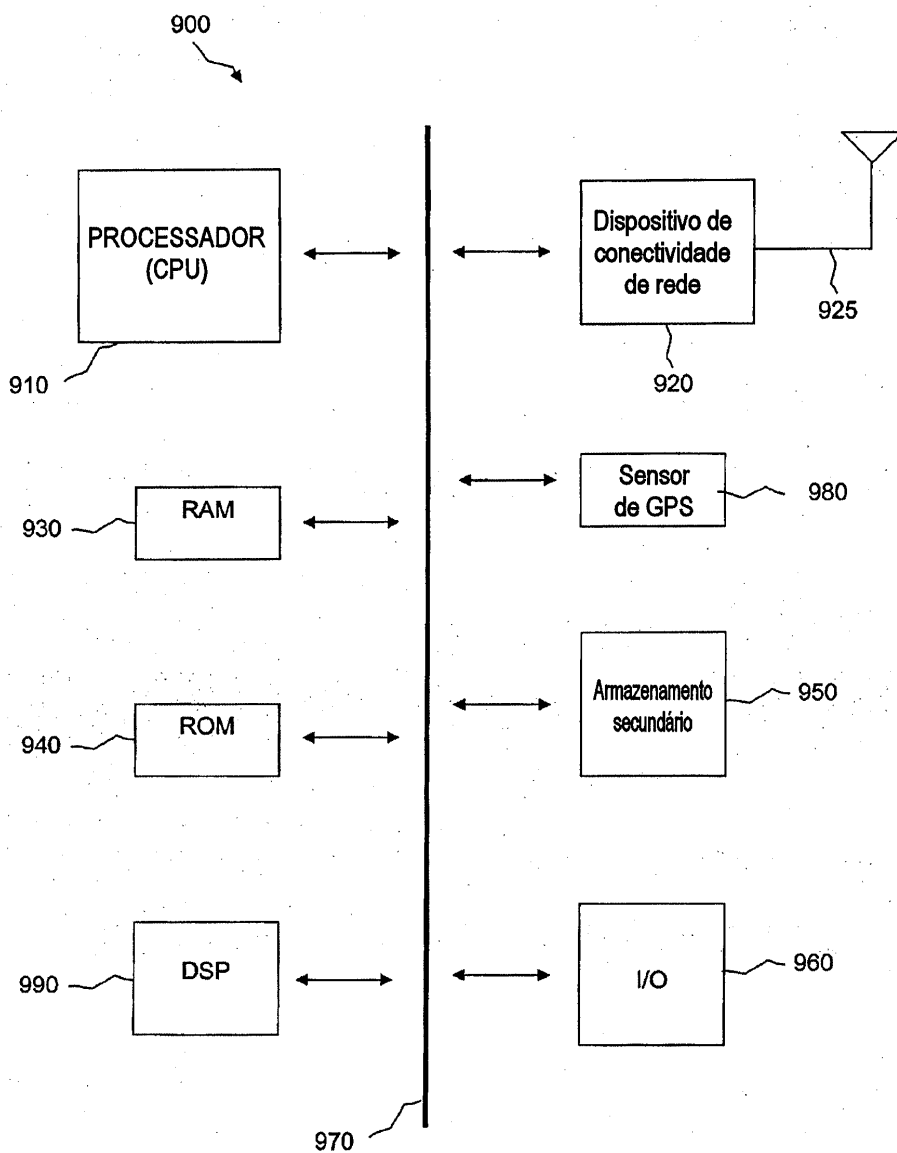 900
PROCESSADOR
(CPU)
910
Dispositivo de
conectividade
de rede
925
920
RAM
930
Sensor
de GPS
980
ROM
940
Armazenamento
secundário
950
DSP
990
I/O
960
970